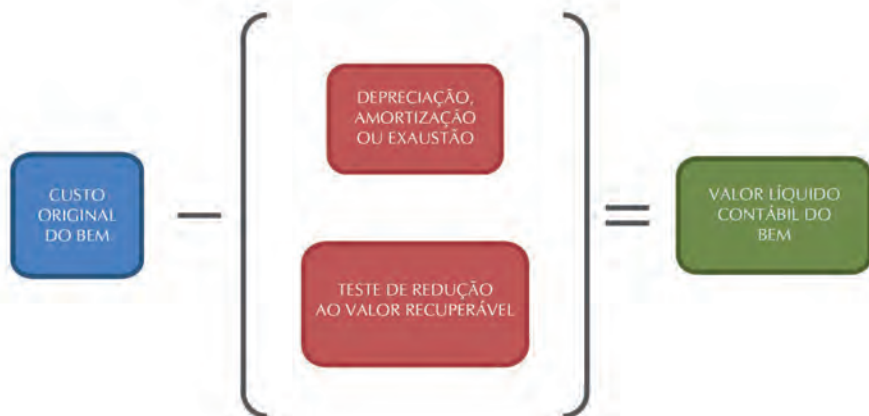 CUSTO
ORIGINAL
DO BEM
DEPRECIAÇÃO,
AMORTIZAÇÃO
OU EXAUSTÃO
TESTE DE REDUÇÃO
AO VALOR RECUPERÁVEL
VALOR LÍQUIDO
CONTÁBIL DO
BEM